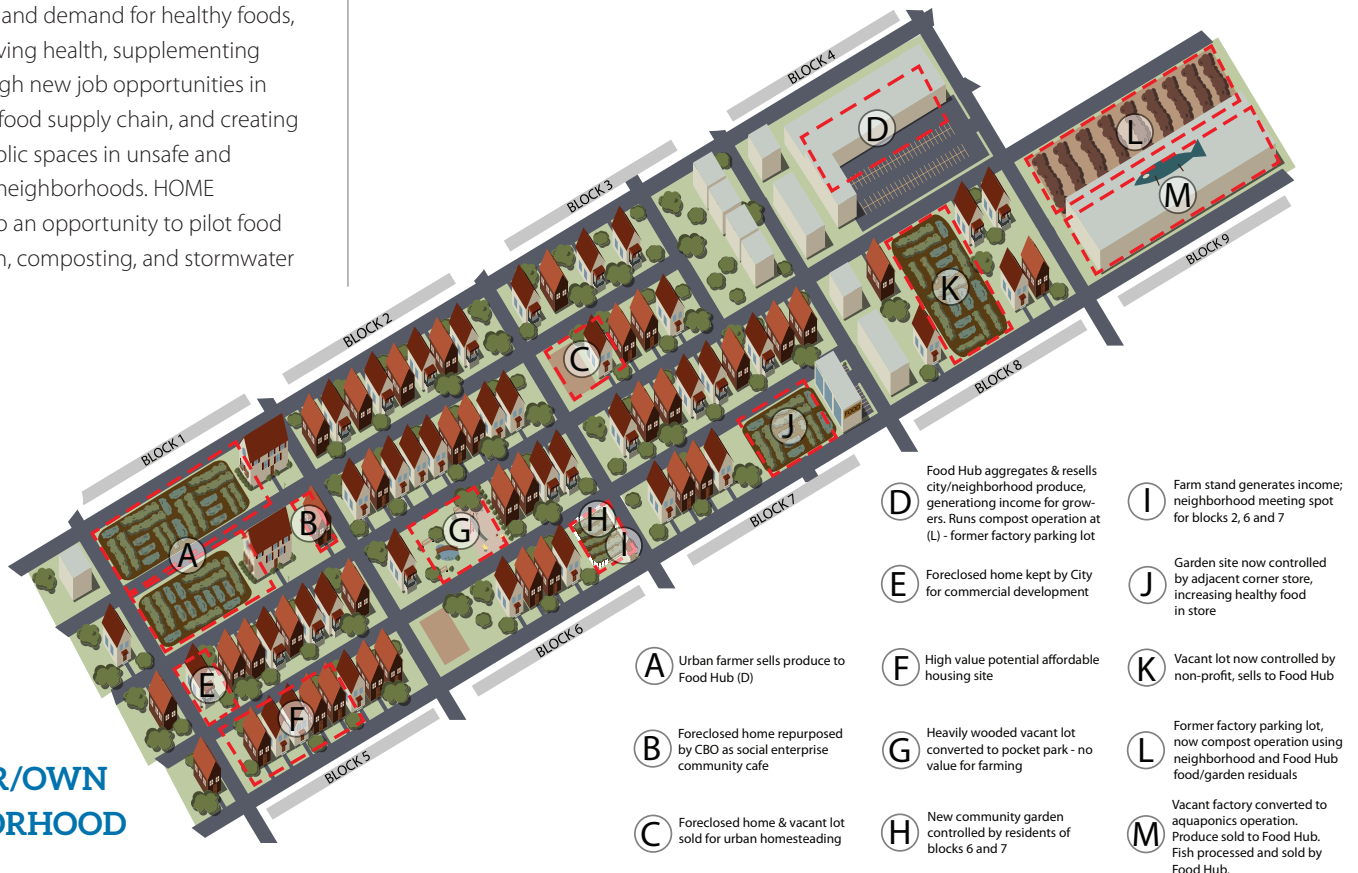 and demand for healthy foods,
ving health, supplementing
gh new job opportunities in
food supply chain, and creating
blic spaces in unsafe and
neighborhoods. HOME
o an opportunity to pilot food
n, composting, and stormwater
R/OWN
ORHOOD
BLOCK 1
BLOCK 2
BLOCK 3
BLOCK 4
BLOCK 5
BLOCK 6
BLOCK 7
BLOCK 8
BLOCK 9
A
B
C
D
E
F
G
H
I
J
K
L
M
FOOD
A
Urban farmer sells produce to
Food Hub (D)
B
Foreclosed home repurposed
by CBO as social enterprise
community cafe
C
Foreclosed home & vacant lot
sold for urban homesteading
D
Food Hub aggregates & resells
city/neighborhood produce,
generationg income for grow-
ers. Runs compost operation at
(L) - former factory parking lot
E
Foreclosed home kept by City
for commercial development
F
High value potential affordable
housing site
G
Heavily wooded vacant lot
converted to pocket park - no
value for farming
H
New community garden
controlled by residents of
blocks 6 and 7
I
Farm stand generates income;
neighborhood meeting spot
for blocks 2, 6 and 7
J
Garden site now controlled
by adjacent corner store,
increasing healthy food
in store
K
Vacant lot now controlled by
non-profit, sells to Food Hub
L
Former factory parking lot,
now compost operation using
neighborhood and Food Hub
food/garden residuals
M
Vacant factory converted to
aquaponics operation.
Produce sold to Food Hub.
Fish processed and sold by
Food Hub.